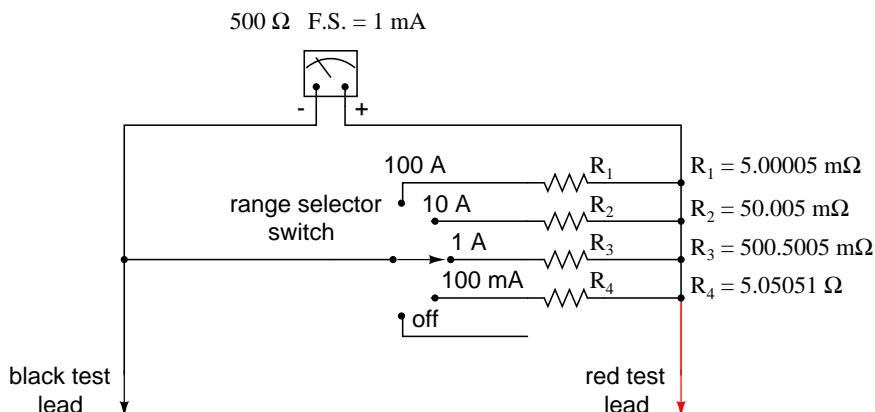 500 Ω F.S. = 1 mA
- +
100 A
R₁
R₁ = 5.00005 mΩ
range selector
switch
10 A
R₂
R₂ = 50.005 mΩ
1 A
R₃
R₃ = 500.5005 mΩ
100 mA
R₄
R₄ = 5.05051 Ω
off
black test
lead
red test
lead